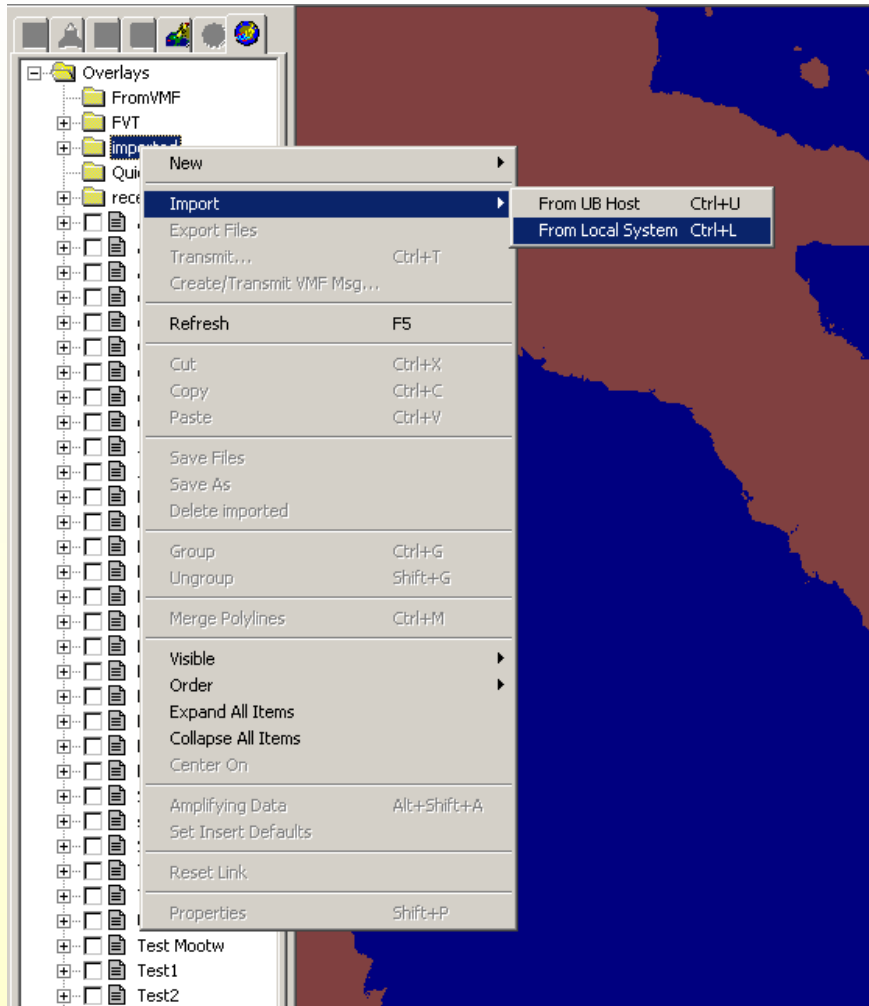 Overlays
FromVMF
FVT
New
Import
From UB Host Ctrl+U
Export Files
From Local System Ctrl+L
Transmit... Ctrl+T
Create/Transmit VMF Msg...
Refresh F5
Cut Ctrl+X
Copy Ctrl+C
Paste Ctrl+V
Save Files
Save As
Delete imported
Group Ctrl+G
Ungroup Shift+G
Merge Polylines Ctrl+M
Visible
Order
Expand All Items
Collapse All Items
Center On
Amplifying Data Alt+Shift+A
Set Insert Defaults
Reset Link
Properties Shift+P
Test Mootw
Test1
Test2